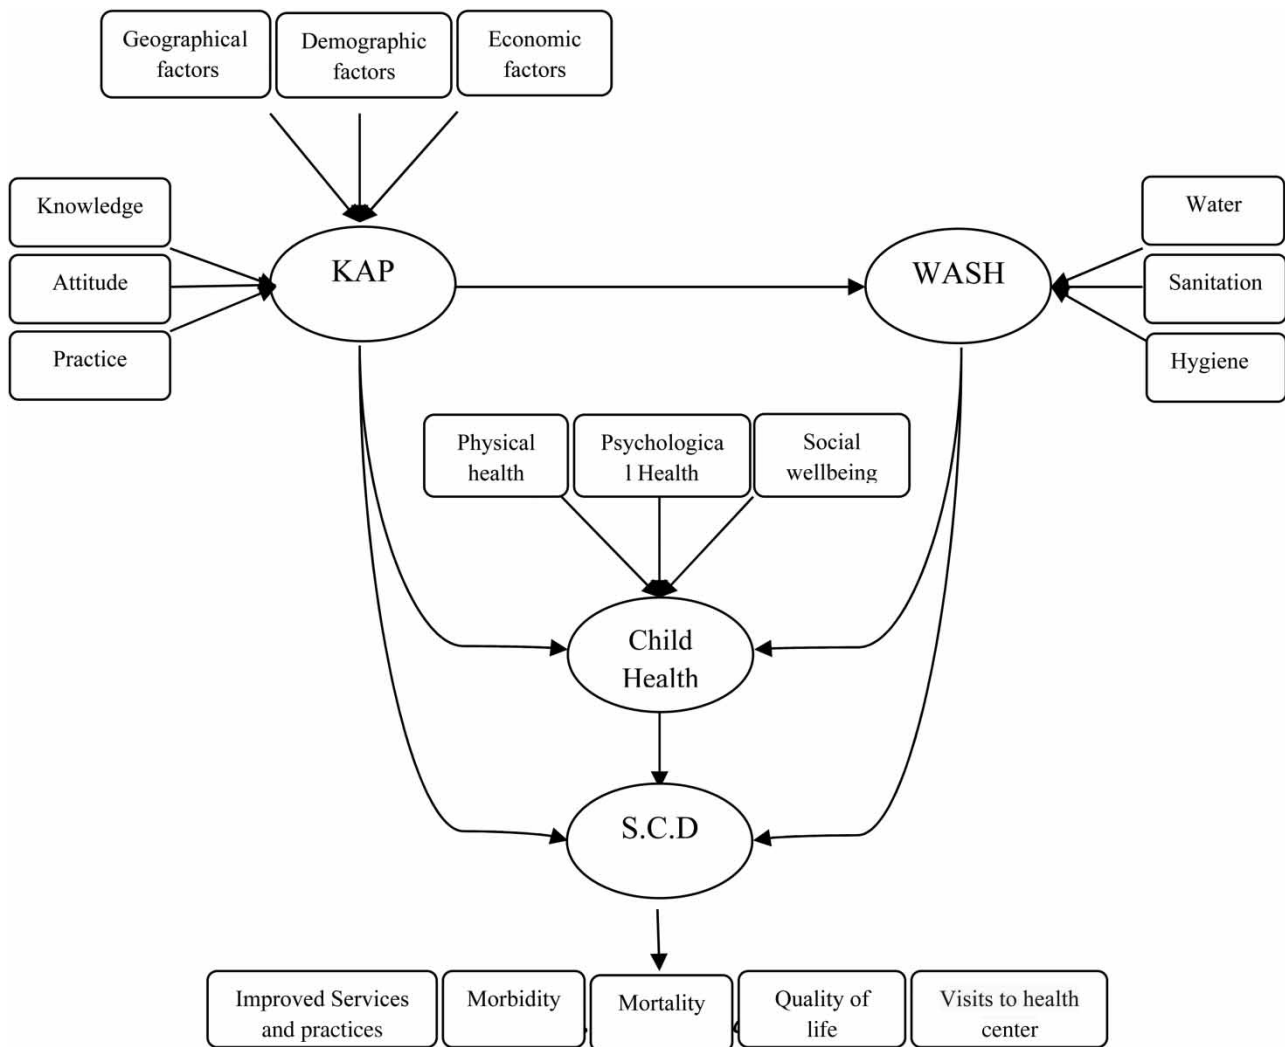 Geographical
factors
Demographic
factors
Economic
factors
Knowledge
Attitude
Practice
KAP
WASH
Water
Sanitation
Hygiene
Physical
health
Psychologica
l Health
Social
wellbeing
Child
Health
S.C.D
Improved Services
and practices
Morbidity
Mortality
Quality of
life
Visits to health
center